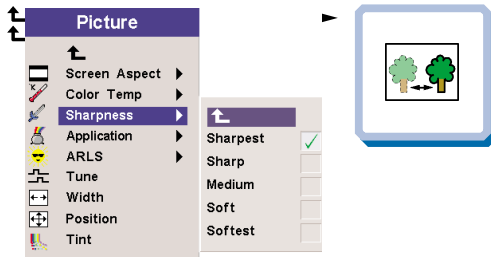 Picture
Screen Aspect
°K
Color Temp
Sharpness
Application
ARLS
Tune
Width
Position
Tint
Sharpest
Sharp
Medium
Soft
Softest